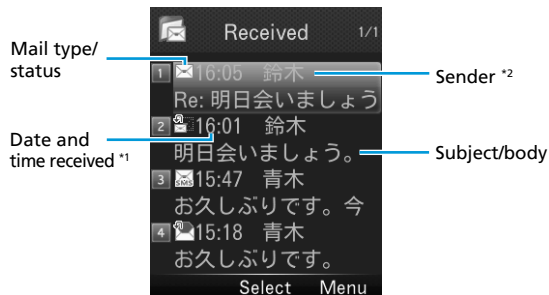 Received 1/1
Mail type/
status
1 16:05 鈴木
Sender *2
Re: 明日会いましょう
2 16:01 鈴木
Date and
time received *1
明日会いましょう。
Subject/body
3 SMS 15:47 青木
お久しぶりです。今
4 15:18 青木
お久しぶりです。
Select Menu